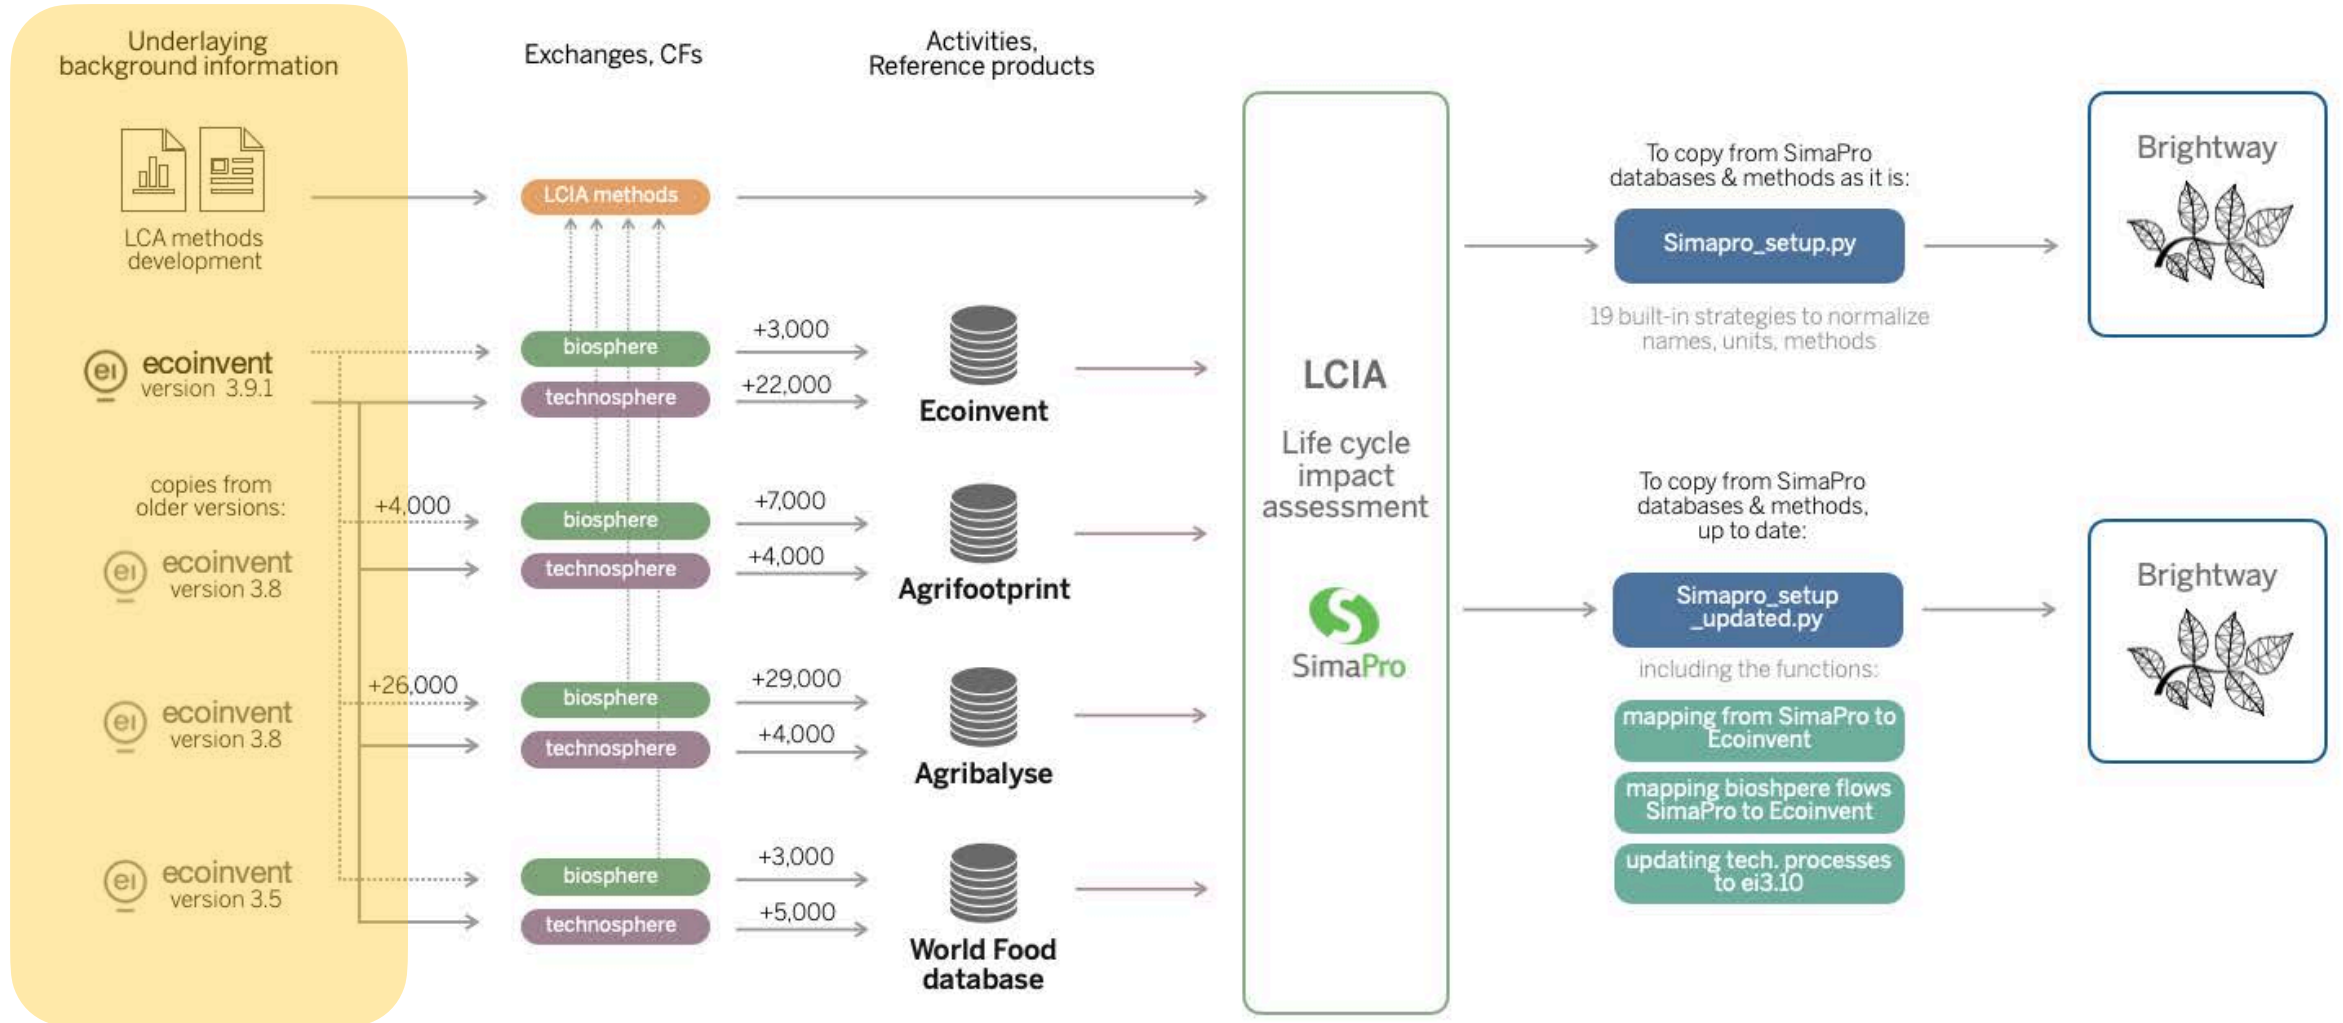 Underlaying
background information
Exchanges, CFs
Activities,
Reference products
LCA methods
development
LCIA methods
ei ecoinvent
version 3.9.1
biosphere
technosphere
+3,000
+22,000
Ecoinvent
copies from
older versions:
ei ecoinvent
version 3.8
+4,000
biosphere
technosphere
+7,000
+4,000
Agrifootprint
ei ecoinvent
version 3.8
+26,000
biosphere
technosphere
+29,000
+4,000
Agribalyse
ei ecoinvent
version 3.5
biosphere
technosphere
+3,000
+5,000
World Food
database
LCIA
Life cycle
impact
assessment
SimaPro
To copy from SimaPro
databases & methods as it is:
Simapro_setup.py
19 built-in strategies to normalize
names, units, methods
Brightway
To copy from SimaPro
databases & methods,
up to date:
Simapro_setup
_updated.py
including the functions:
mapping from SimaPro to
Ecoinvent
mapping bioshpere flows
SimaPro to Ecoinvent
updating tech. processes
to ei3.10
Brightway